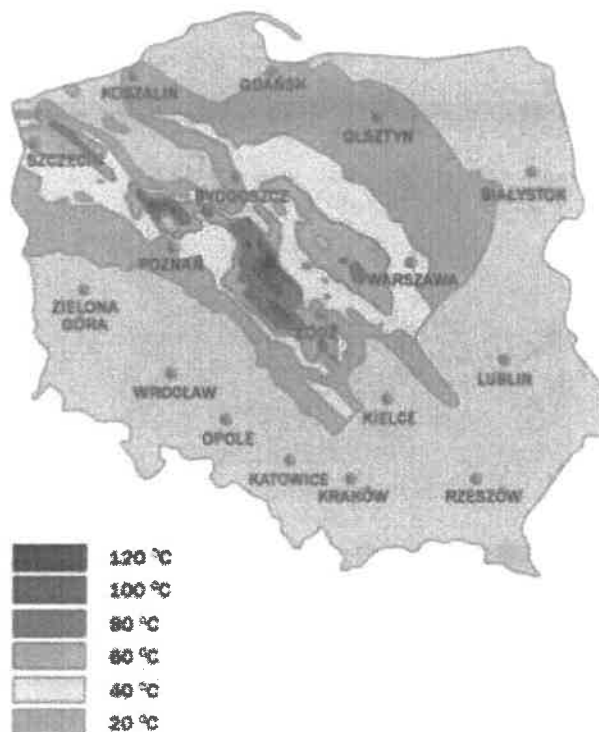 KOSZALIN
GDAŃSK
OLSZTYN
SZCZECIN
BIAŁYSTOK
BYDGOSZCZ
POZNAŃ
WARSZAWA
ZIELONA
GÓRA
ŁÓDŹ
WROCŁAW
LUBLIN
KIELCE
OPOLE
KATOWICE
KRAKÓW
RZESZÓW
120 °C
100 °C
80 °C
60 °C
40 °C
20 °C